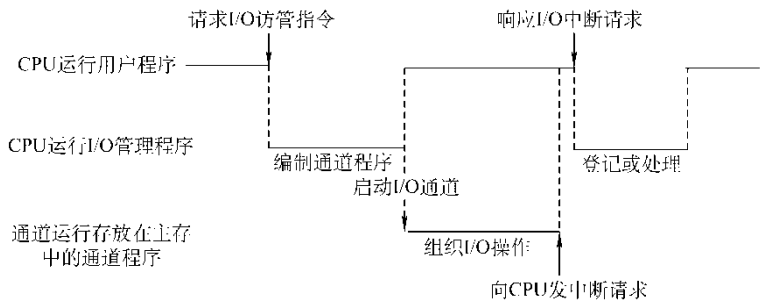 请求I/O访管指令
响应I/O中断请求
CPU运行用户程序
CPU运行I/O管理程序
编制通道程序
登记或处理
启动I/O通道
通道运行存放在主存
中的通道程序
组织I/O操作
向CPU发中断请求